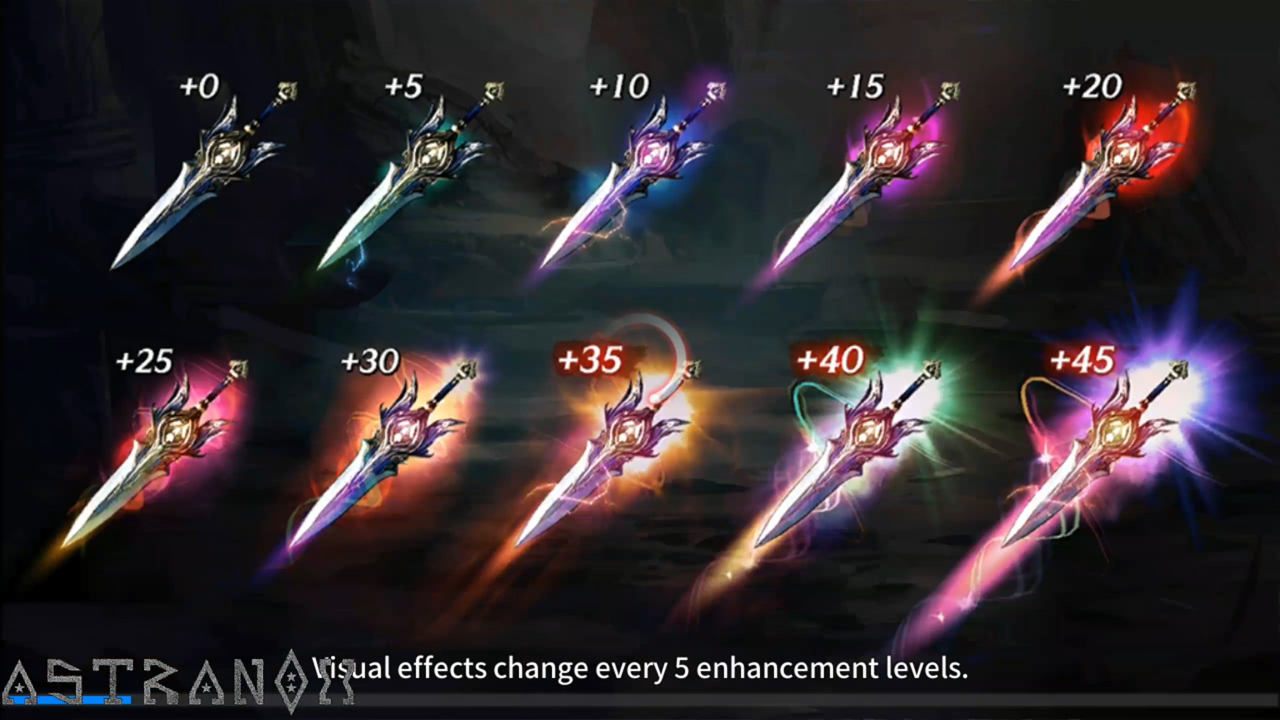 +0 +5 +10 +15 +20
+25 +30 +35 +40 +45
Visual effects change every 5 enhancement levels.
ASTRANOX